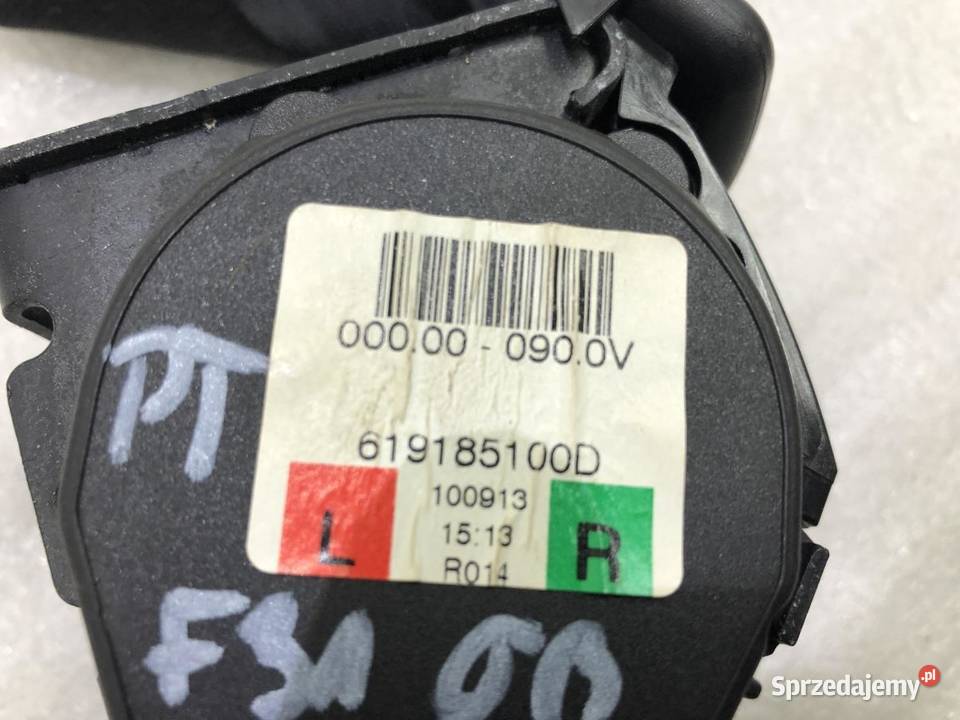 000.00 - 090.0V
PT
619185100D
100913
L 15:13 R
R014
F31 00
Sprzedajemy.pl